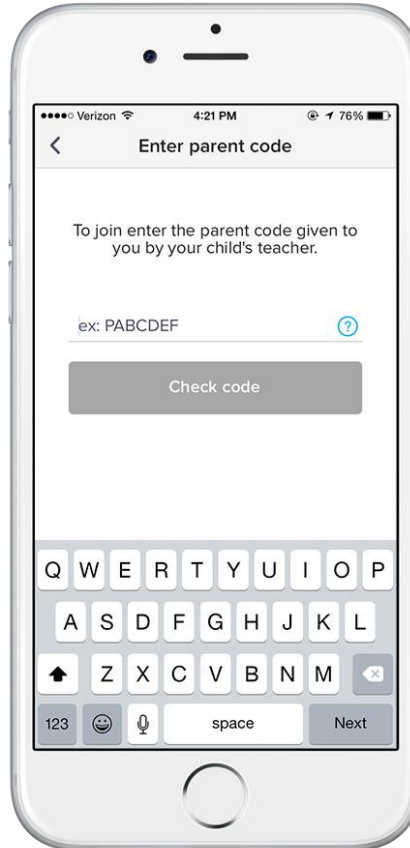 Verizon 4:21 PM 76%
Enter parent code
To join enter the parent code given to
you by your child's teacher.
ex: PABCDEF ?
Check code
Q W E R T Y U I O P
A S D F G H J K L
Z X C V B N M
123 space Next